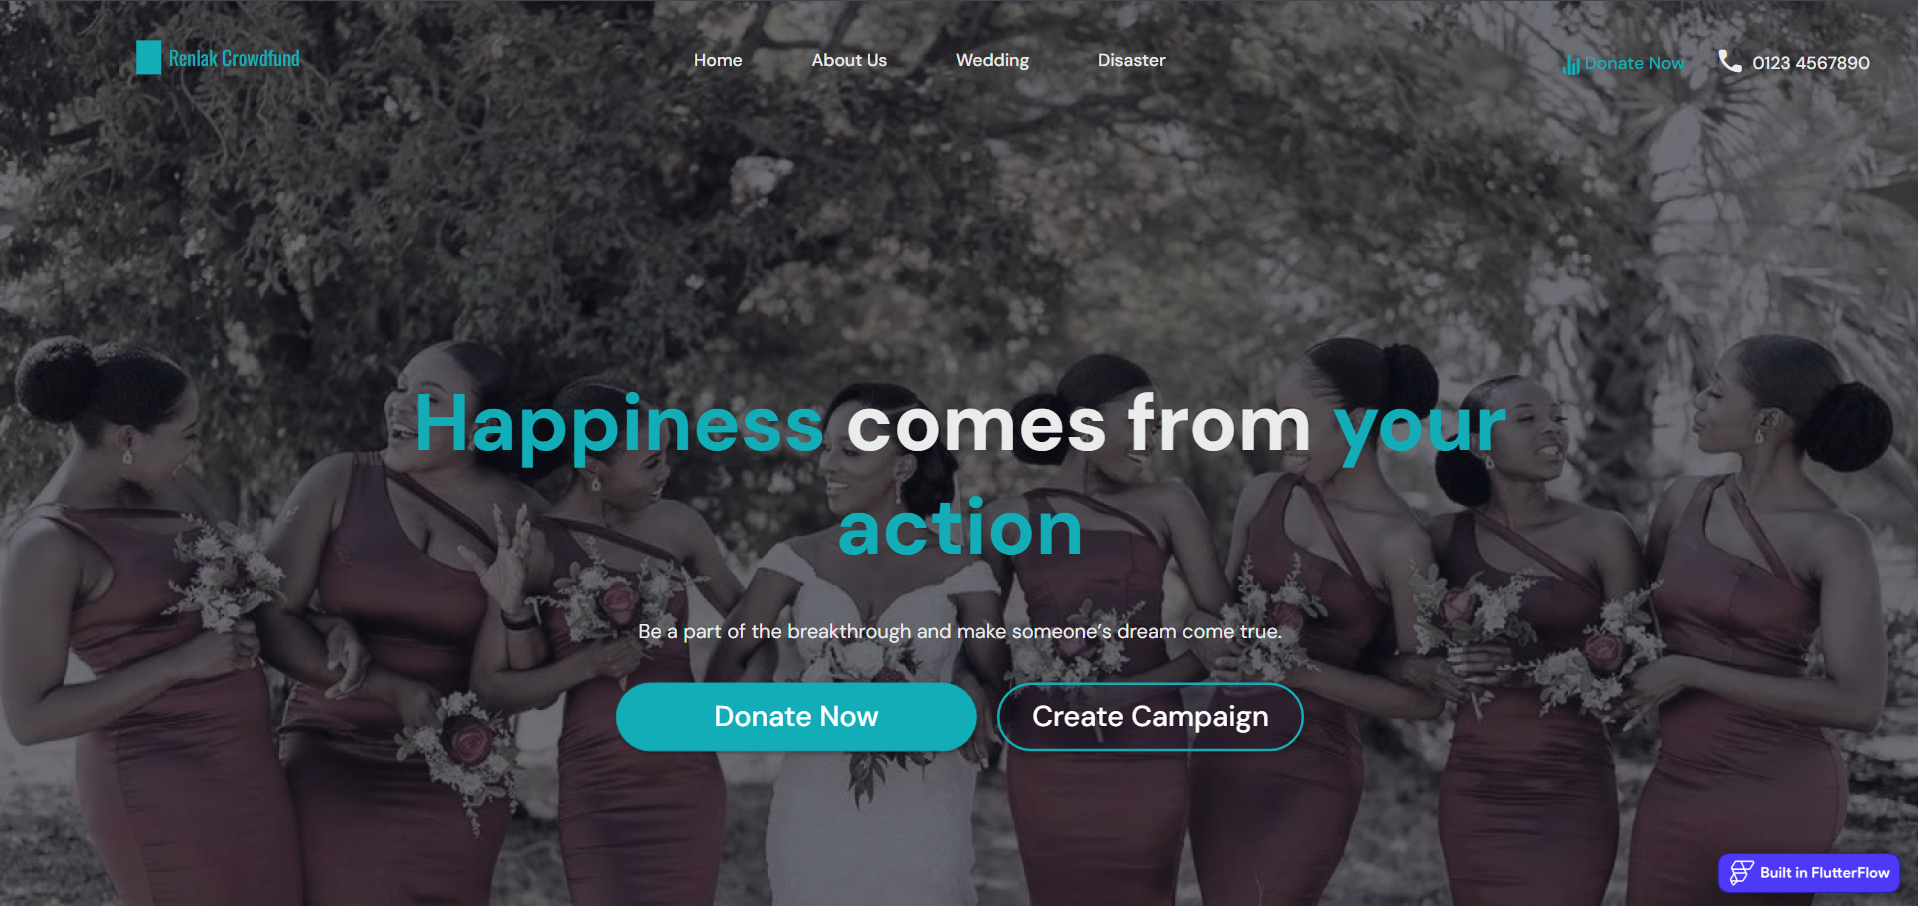 Renlak Crowdfund
Home
About Us
Wedding
Disaster
Donate Now
0123 4567890
Happiness comes from your
action
Be a part of the breakthrough and make someone's dream come true.
Donate Now
Create Campaign
Built in FlutterFlow